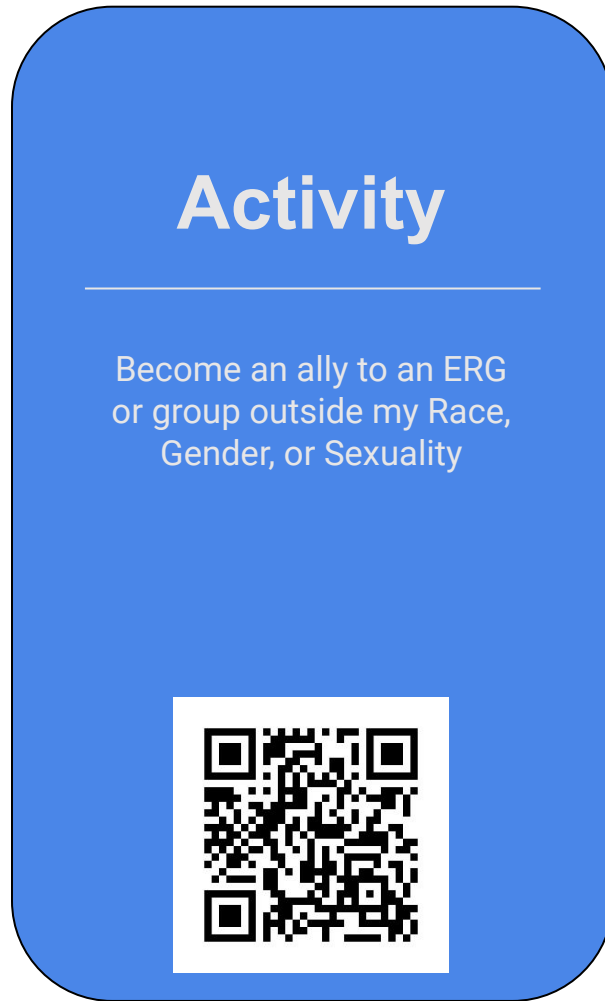 Activity
Become an ally to an ERG
or group outside my Race,
Gender, or Sexuality